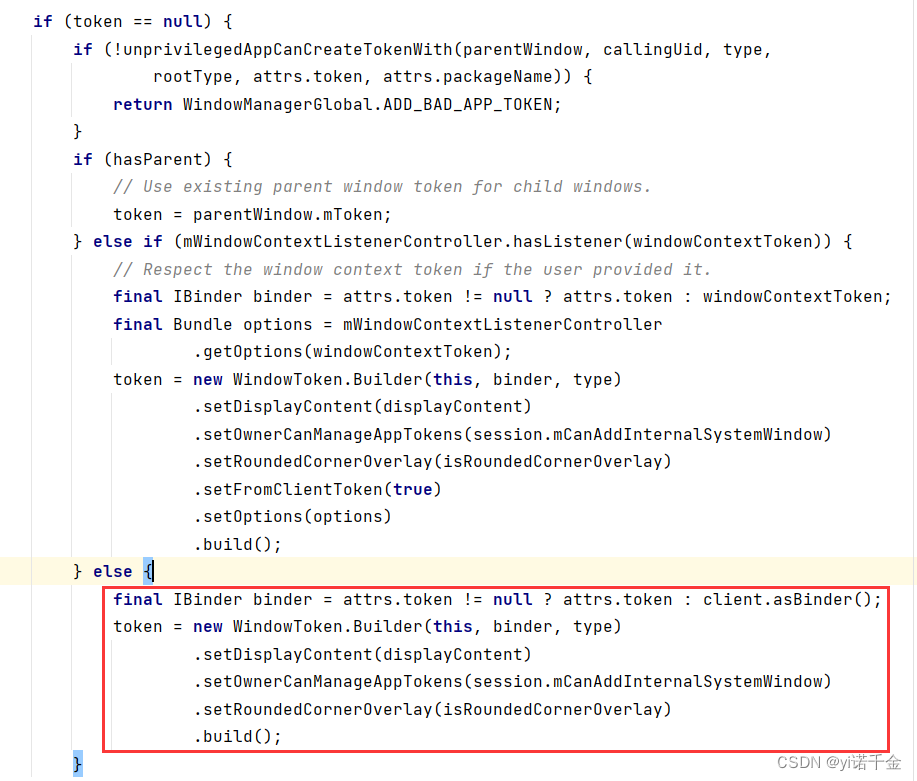 if (token == null) {
if (!unprivilegedAppCanCreateTokenWith(parentWindow, callingUid, type,
rootType, attrs.token, attrs.packageName)) {
return WindowManagerGlobal.ADD_BAD_APP_TOKEN;
}
if (hasParent) {
// Use existing parent window token for child windows.
token = parentWindow.mToken;
} else if (mWindowContextListenerController.hasListener(windowContextToken)) {
// Respect the window context token if the user provided it.
final IBinder binder = attrs.token != null ? attrs.token : windowContextToken;
final Bundle options = mWindowContextListenerController
.getOptions(windowContextToken);
token = new WindowToken.Builder(this, binder, type)
.setDisplayContent(displayContent)
.setOwnerCanManageAppTokens(session.mCanAddInternalSystemWindow)
.setRoundedCornerOverlay(isRoundedCornerOverlay)
.setFromClientToken(true)
.setOptions(options)
.build();
} else {
final IBinder binder = attrs.token != null ? attrs.token : client.asBinder();
token = new WindowToken.Builder(this, binder, type)
.setDisplayContent(displayContent)
.setOwnerCanManageAppTokens(session.mCanAddInternalSystemWindow)
.setRoundedCornerOverlay(isRoundedCornerOverlay)
.build();
}
CSDN @yi诺千金